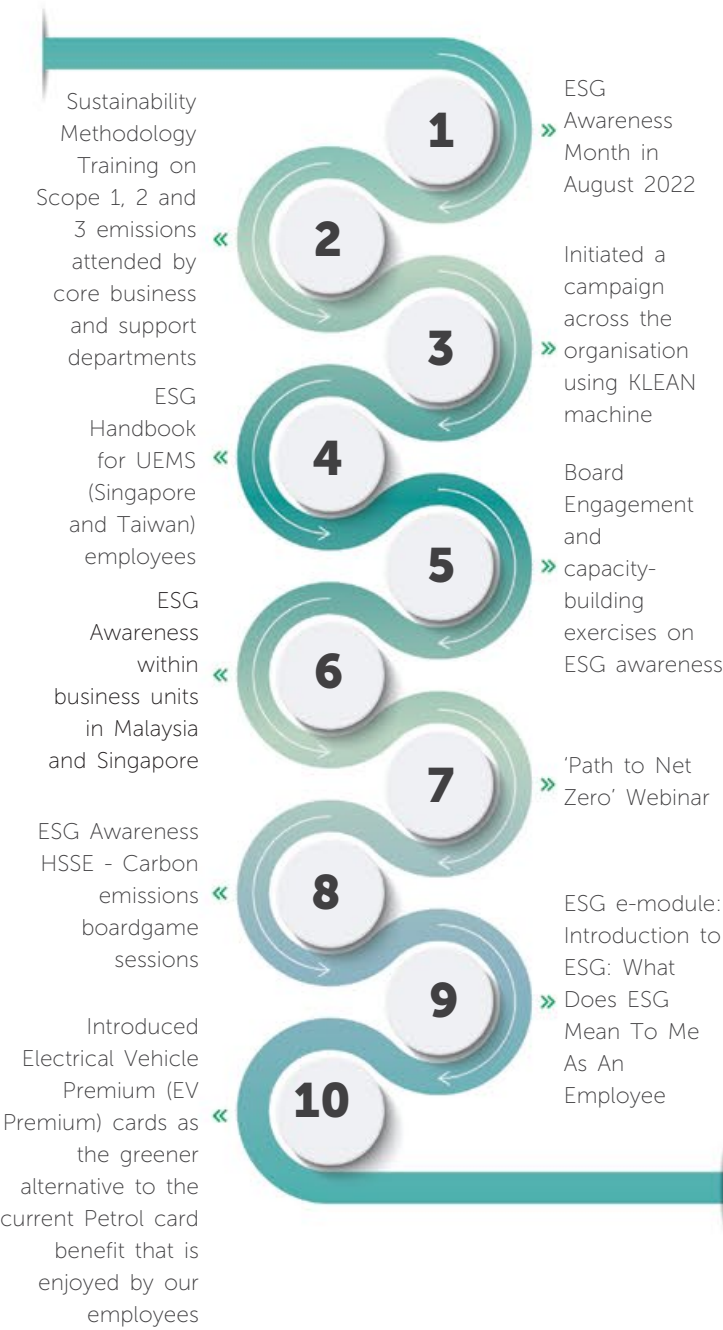 1
ESG
Awareness
Month in
August 2022
Sustainability
Methodology
Training on
Scope 1, 2 and
3 emissions
attended by
core business
and support
departments
2
3
Initiated a
campaign
across the
organisation
using KLEAN
machine
ESG
Handbook
for UEMS
(Singapore
and Taiwan)
employees
4
5
Board
Engagement
and
capacity-
building
exercises on
ESG awareness
ESG
Awareness
within
business units
in Malaysia
and Singapore
6
7
'Path to Net
Zero' Webinar
ESG Awareness
HSSE - Carbon
emissions
boardgame
sessions
8
9
ESG e-module:
Introduction to
ESG: What
Does ESG
Mean To Me
As An
Employee
Introduced
Electrical Vehicle
Premium (EV
Premium) cards as
the greener
alternative to the
current Petrol card
benefit that is
enjoyed by our
employees
10